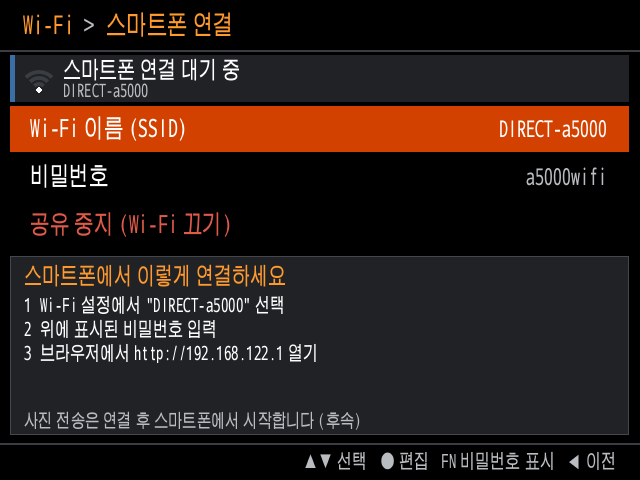 Wi-Fi > 스마트폰 연결
스마트폰 연결 대기 중
DIRECT-a5000
Wi-Fi 이름 (SSID) DIRECT-a5000
비밀번호 a5000wifi
공유 중지 (Wi-Fi 끄기)
스마트폰에서 이렇게 연결하세요
1 Wi-Fi 설정에서 "DIRECT-a5000" 선택
2 위에 표시된 비밀번호 입력
3 브라우저에서 http://192.168.122.1 열기
사진 전송은 연결 후 스마트폰에서 시작합니다 (후속)
▲▼ 선택 ● 편집 FN 비밀번호 표시 ◀ 이전